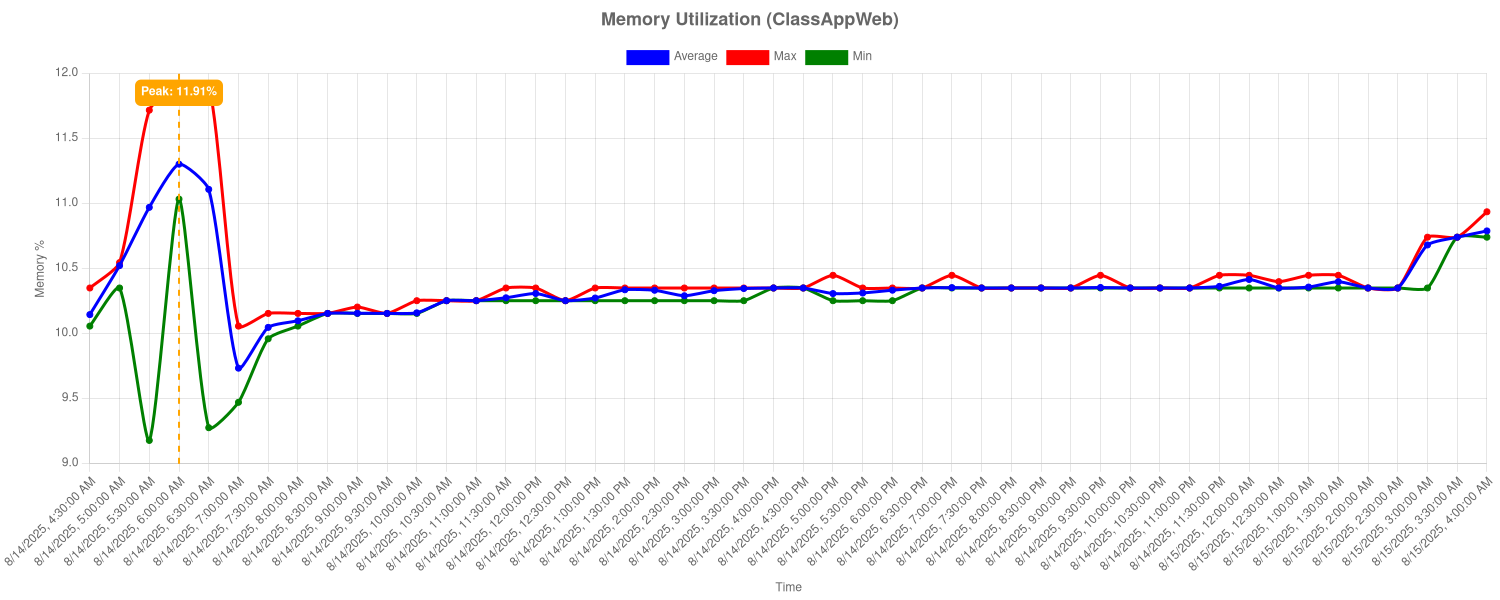 Memory Utilization (ClassAppWeb)
Average Max Min
Peak: 11.91%
12.0
11.5
11.0
10.5
10.0
9.5
9.0
Memory %
8/14/2025, 4:30:00 AM
8/14/2025, 5:00:00 AM
8/14/2025, 5:30:00 AM
8/14/2025, 6:00:00 AM
8/14/2025, 6:30:00 AM
8/14/2025, 7:00:00 AM
8/14/2025, 7:30:00 AM
8/14/2025, 8:00:00 AM
8/14/2025, 8:30:00 AM
8/14/2025, 9:00:00 AM
8/14/2025, 9:30:00 AM
8/14/2025, 10:00:00 AM
8/14/2025, 10:30:00 AM
8/14/2025, 11:00:00 AM
8/14/2025, 11:30:00 AM
8/14/2025, 12:00:00 PM
8/14/2025, 12:30:00 PM
8/14/2025, 1:00:00 PM
8/14/2025, 1:30:00 PM
8/14/2025, 2:00:00 PM
8/14/2025, 2:30:00 PM
8/14/2025, 3:00:00 PM
8/14/2025, 3:30:00 PM
8/14/2025, 4:00:00 PM
8/14/2025, 4:30:00 PM
8/14/2025, 5:00:00 PM
8/14/2025, 5:30:00 PM
8/14/2025, 6:00:00 PM
8/14/2025, 6:30:00 PM
8/14/2025, 7:00:00 PM
8/14/2025, 7:30:00 PM
8/14/2025, 8:00:00 PM
8/14/2025, 8:30:00 PM
8/14/2025, 9:00:00 PM
8/14/2025, 9:30:00 PM
8/14/2025, 10:00:00 PM
8/14/2025, 10:30:00 PM
8/14/2025, 11:00:00 PM
8/14/2025, 11:30:00 PM
8/15/2025, 12:00:00 AM
8/15/2025, 12:30:00 AM
8/15/2025, 1:00:00 AM
8/15/2025, 1:30:00 AM
8/15/2025, 2:00:00 AM
8/15/2025, 2:30:00 AM
8/15/2025, 3:00:00 AM
8/15/2025, 3:30:00 AM
8/15/2025, 4:00:00 AM
Time